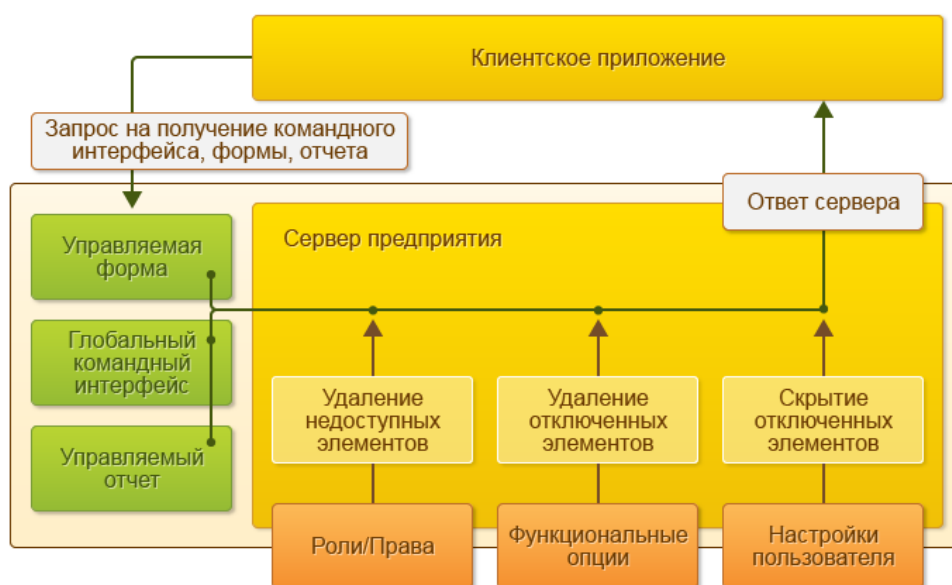 Клиентское приложение
Запрос на получение командного
интерфейса, формы, отчета
Ответ сервера
Управляемая
форма
Сервер предприятия
Глобальный
командный
интерфейс
Управляемый
отчет
Удаление
недоступных
элементов
Удаление
отключенных
элементов
Скрытие
отключенных
элементов
Роли/Права
Функциональные
опции
Настройки
пользователя